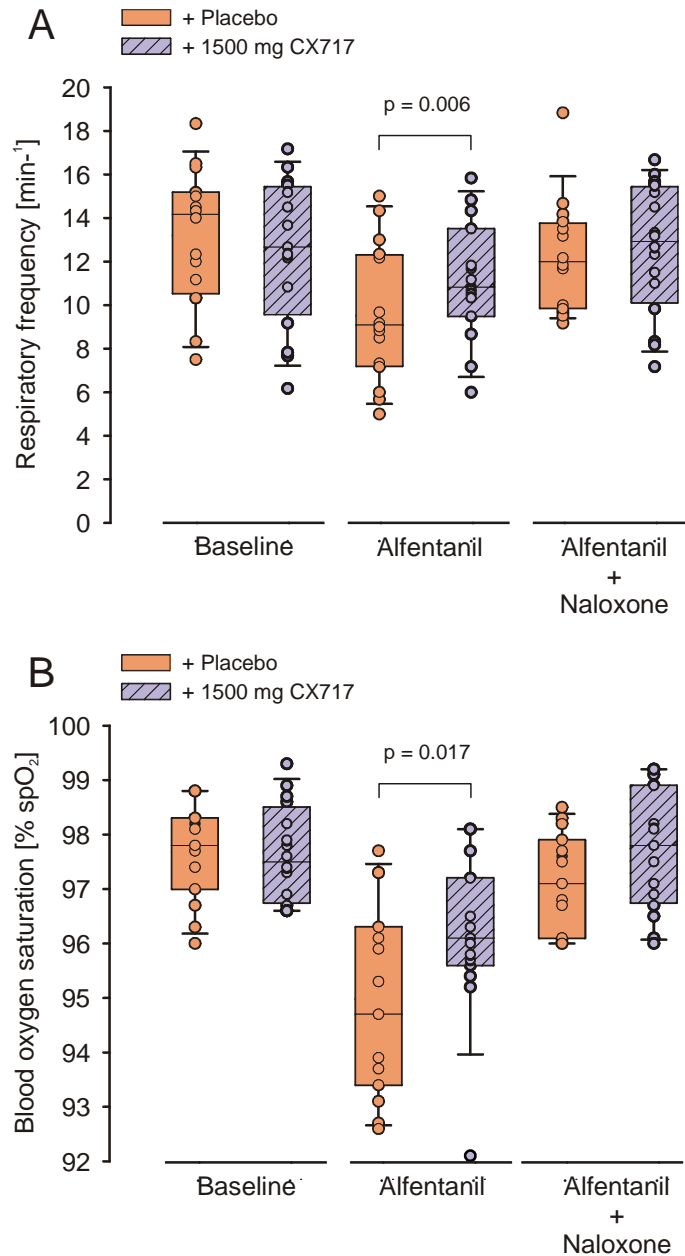 A
+ Placebo
+ 1500 mg CX717
Respiratory frequency [min-¹]
20
18
16
14
12
10
8
6
4
2
0
p = 0.006
Baseline
Alfentanil
Alfentanil
+
Naloxone
B
+ Placebo
+ 1500 mg CX717
Blood oxygen saturation [% spO₂]
100
99
98
97
96
95
94
93
92
p = 0.017
Baseline
Alfentanil
Alfentanil
+
Naloxone